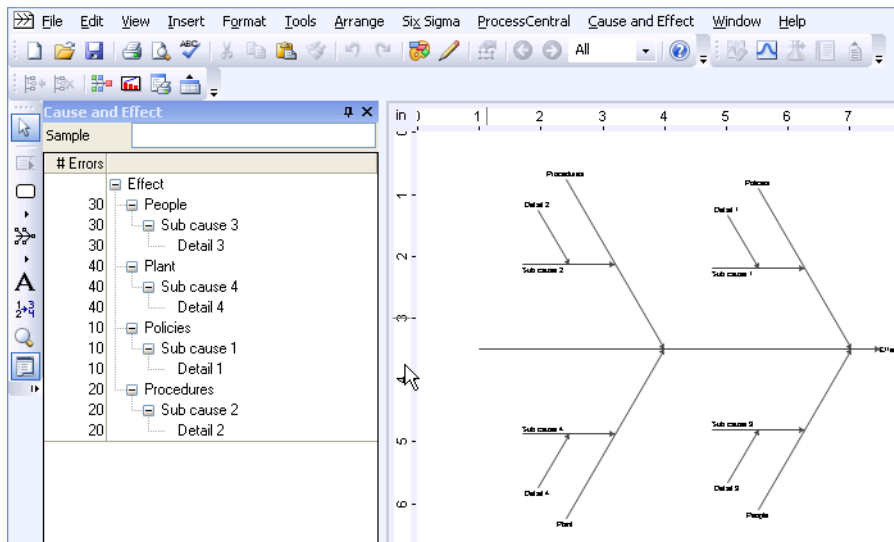 File Edit View Insert Format Tools Arrange Six Sigma ProcessCentral Cause and Effect Window Help
ABC All
Cause and Effect
Sample
# Errors
Effect
30 People
30 Sub cause 3
30 Detail 3
40 Plant
40 Sub cause 4
40 Detail 4
10 Policies
10 Sub cause 1
10 Detail 1
20 Procedures
20 Sub cause 2
20 Detail 2
A
in 1 2 3 4 5 6 7
1
2
3
5
6
Procedures Policies
Detail 2 Detail 1
Sub cause 2 Sub cause 1
Sub cause 4 Sub cause 3
Detail 4 Detail 3
Plant People